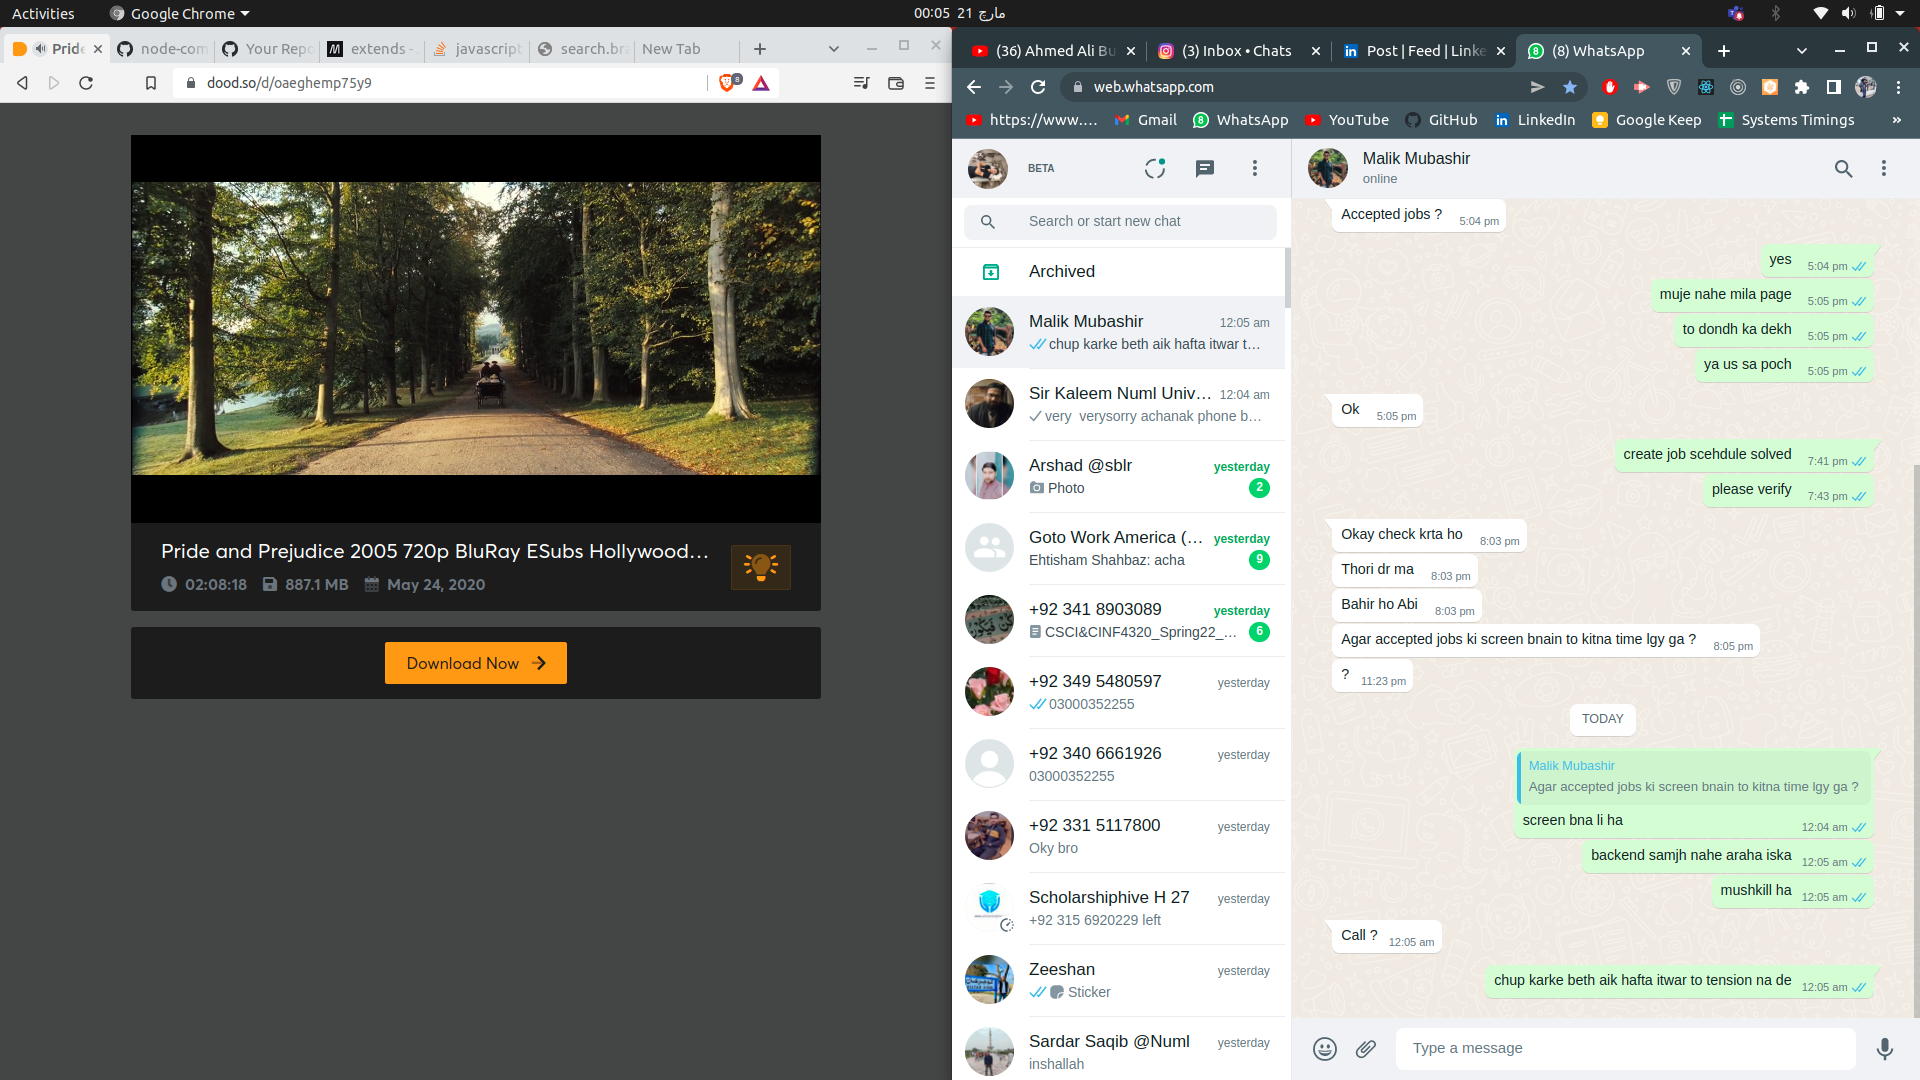 Activities
Google Chrome
00:05 21 مارچ
Prid
node-com
Your Repo
extends -
javascript
search.bra
New Tab
dood.so/d/oaeghemp75y9
8
Pride and Prejudice 2005 720p BluRay ESubs Hollywood...
02:08:18 887.1 MB May 24, 2020
Download Now
(36) Ahmed Ali Bu
(3) Inbox • Chats
Post | Feed | Linke
(8) WhatsApp
web.whatsapp.com
https://www....
Gmail
WhatsApp
YouTube
GitHub
LinkedIn
Google Keep
Systems Timings
»
BETA
Search or start new chat
Archived
Malik Mubashir 12:05 am
chup karke beth aik hafta itwar t...
Sir Kaleem Numl Univ... 12:04 am
very verysorry achanak phone b...
Arshad @sblr yesterday
Photo 2
Goto Work America (... yesterday
Ehtisham Shahbaz: acha 9
+92 341 8903089 yesterday
CSCI&CINF4320_Spring22_... 6
+92 349 5480597 yesterday
03000352255
+92 340 6661926 yesterday
03000352255
+92 331 5117800 yesterday
Oky bro
Scholarshiphive H 27 yesterday
+92 315 6920229 left
Zeeshan yesterday
Sticker
Sardar Saqib @Numl yesterday
inshallah
Malik Mubashir
online
Accepted jobs ? 5:04 pm
yes 5:04 pm
muje nahe mila page 5:05 pm
to dondh ka dekh 5:05 pm
ya us sa poch 5:05 pm
Ok 5:05 pm
create job scehdule solved 7:41 pm
please verify 7:43 pm
Okay check krta ho 8:03 pm
Thori dr ma 8:03 pm
Bahir ho Abi 8:03 pm
Agar accepted jobs ki screen bnain to kitna time lgy ga ? 8:05 pm
? 11:23 pm
TODAY
Malik Mubashir
Agar accepted jobs ki screen bnain to kitna time lgy ga ?
screen bna li ha 12:04 am
backend samjh nahe araha iska 12:05 am
mushkill ha 12:05 am
Call ? 12:05 am
chup karke beth aik hafta itwar to tension na de 12:05 am
Type a message